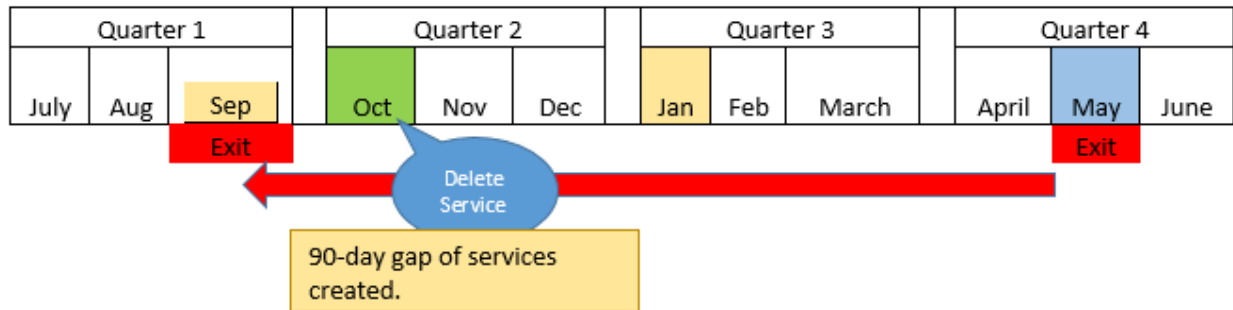 Quarter 1 Quarter 2 Quarter 3 Quarter 4
July Aug Sep Oct Nov Dec Jan Feb March April May June
Exit Exit
Delete
Service
90-day gap of services
created.